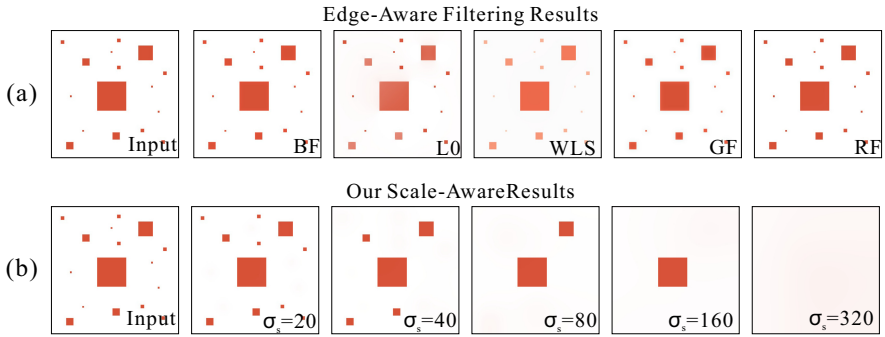 Edge-Aware Filtering Results
(a)
Input
BF
L0
WLS
GF
RF
Our Scale-AwareResults
(b)
Input
σs=20
σs=40
σs=80
σs=160
σs=320